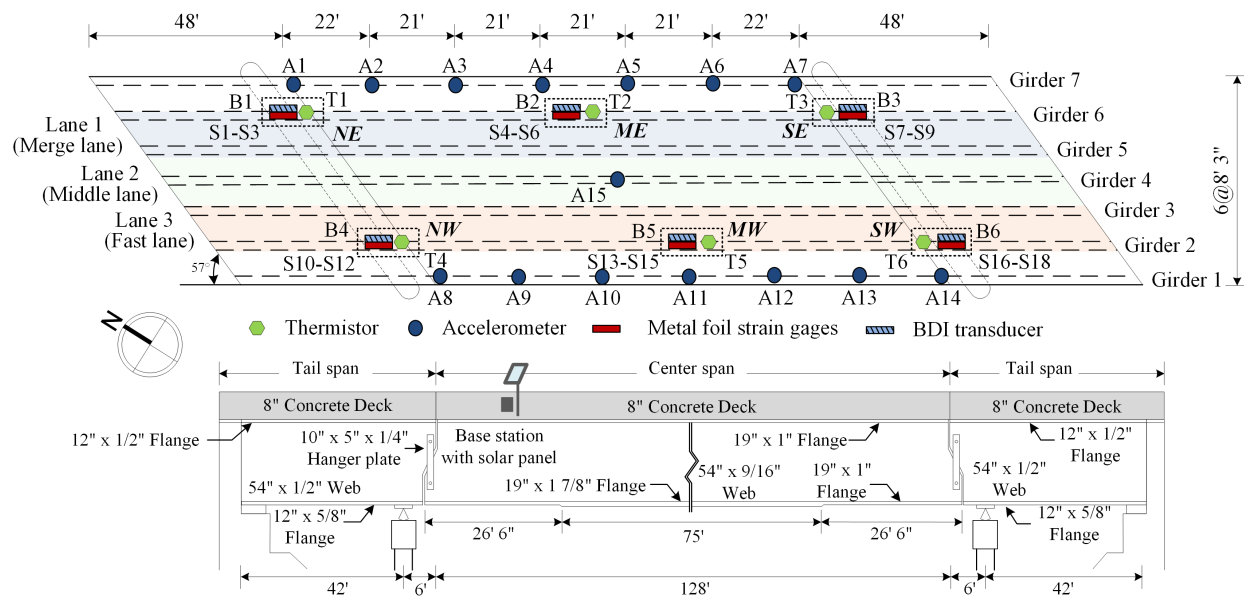 48' 22' 21' 21' 21' 21' 22' 48'
A1 A2 A3 A4 A5 A6 A7
Girder 7
B1 T1 B2 T2 T3 B3
Girder 6
Lane 1
(Merge lane)
S1-S3 NE S4-S6 ME SE S7-S9
Girder 5
Lane 2
(Middle lane)
A15
Girder 4
6@8' 3"
Lane 3
(Fast lane)
Girder 3
B4 NW B5 MW SW B6
Girder 2
57°
S10-S12 T4 S13-S15 T5 T6 S16-S18
Girder 1
A8 A9 A10 A11 A12 A13 A14
N
Thermistor Accelerometer Metal foil strain gages BDI transducer
Tail span Center span Tail span
8" Concrete Deck 8" Concrete Deck 8" Concrete Deck
12" x 1/2" Flange
10" x 5" x 1/4"
Hanger plate
Base station
with solar panel
19" x 1" Flange
12" x 1/2"
Flange
54" x 1/2" Web
19" x 1 7/8" Flange
54" x 9/16"
Web
19" x 1"
Flange
54" x 1/2"
Web
12" x 5/8"
Flange
12" x 5/8"
Flange
26' 6" 75' 26' 6"
42' 6' 128' 6' 42'